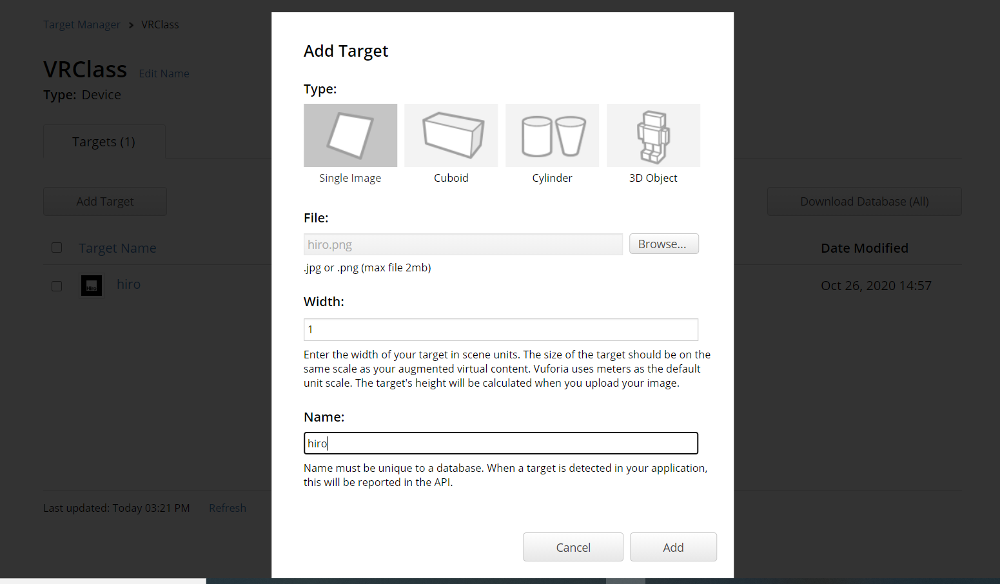 Target Manager > VRClass
VRClass Edit Name
Type: Device
Targets (1)
Add Target
Download Database (All)
Target Name
Date Modified
Hiro
hiro
Oct 26, 2020 14:57
Last updated: Today 03:21 PM Refresh
Add Target
Type:
Single Image Cuboid Cylinder 3D Object
File:
hiro.png Browse...
.jpg or .png (max file 2mb)
Width:
1
Enter the width of your target in scene units. The size of the target should be on the
same scale as your augmented virtual content. Vuforia uses meters as the default
unit scale. The target's height will be calculated when you upload your image.
Name:
hiro
Name must be unique to a database. When a target is detected in your application,
this will be reported in the API.
Cancel Add